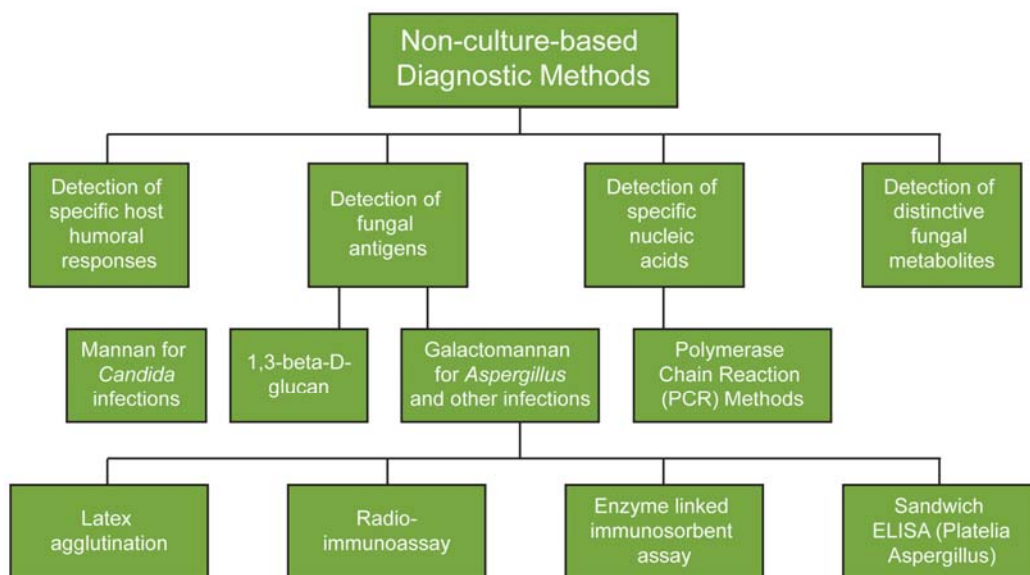 Non-culture-based
Diagnostic Methods
Detection of
specific host
humoral
responses
Detection of
fungal
antigens
Detection of
specific
nucleic
acids
Detection of
distinctive
fungal
metabolites
Mannan for
Candida
infections
1,3-beta-D-
glucan
Galactomannan
for Aspergillus
and other infections
Polymerase
Chain Reaction
(PCR) Methods
Latex
agglutination
Radio-
immunoassay
Enzyme linked
immunosorbent
assay
Sandwich
ELISA (Platelia
Aspergillus)